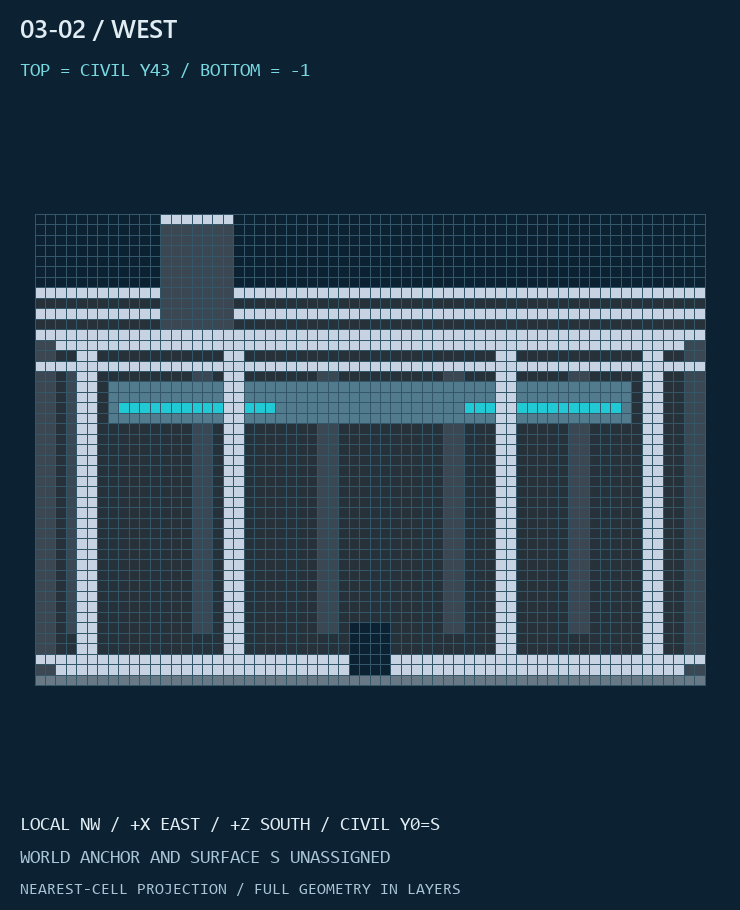 03-02 / WEST
TOP = CIVIL Y43 / BOTTOM = -1
LOCAL NW / +X EAST / +Z SOUTH / CIVIL Y0=S
WORLD ANCHOR AND SURFACE S UNASSIGNED
NEAREST-CELL PROJECTION / FULL GEOMETRY IN LAYERS